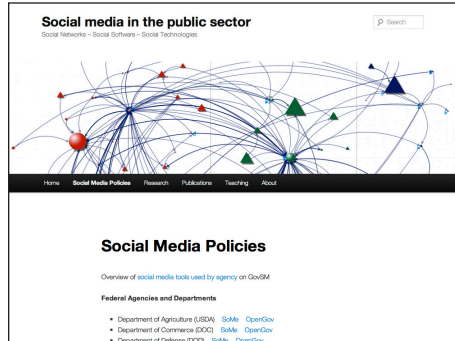 Social media in the public sector
Social Networks – Social Software – Social Technologies
Search
Home Social Media Policies Research Publications Teaching About
Social Media Policies
Overview of social media tools used by agency on GovSM
Federal Agencies and Departments
Department of Agriculture (USDA) SoMe OpenGov
Department of Commerce (DOC) SoMe OpenGov
Department of Defense (DOD) SoMe OpenGov